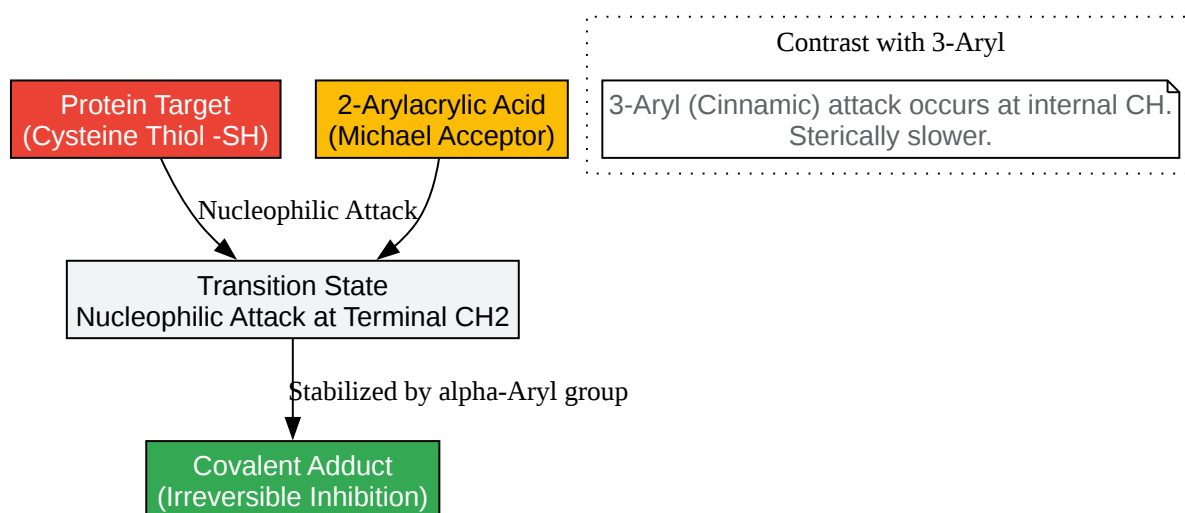 Contrast with 3-Aryl
Protein Target
(Cysteine Thiol -SH)
2-Arylacrylic Acid
(Michael Acceptor)
3-Aryl (Cinnamic) attack occurs at internal CH.
Sterically slower.
Nucleophilic Attack
Transition State
Nucleophilic Attack at Terminal CH2
Stabilized by alpha-Aryl group
Covalent Adduct
(Irreversible Inhibition)